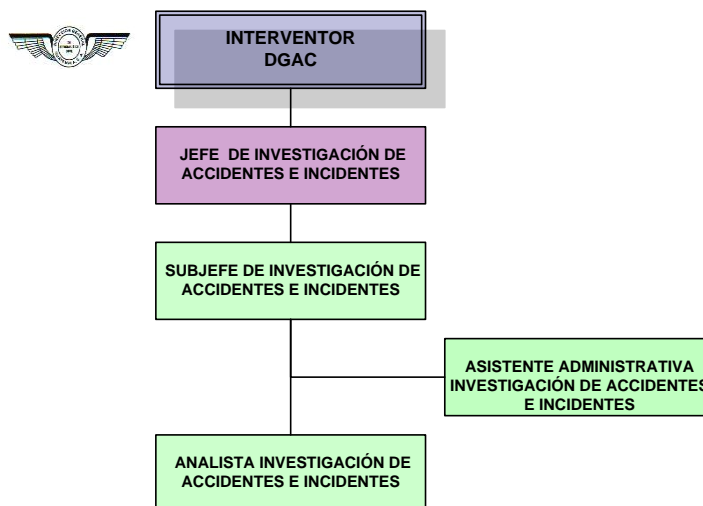 INTERVENTOR
DGAC
JEFE DE INVESTIGACIÓN DE
ACCIDENTES E INCIDENTES
SUBJEFE DE INVESTIGACIÓN DE
ACCIDENTES E INCIDENTES
ASISTENTE ADMINISTRATIVA
INVESTIGACIÓN DE ACCIDENTES
E INCIDENTES
ANALISTA INVESTIGACIÓN DE
ACCIDENTES E INCIDENTES